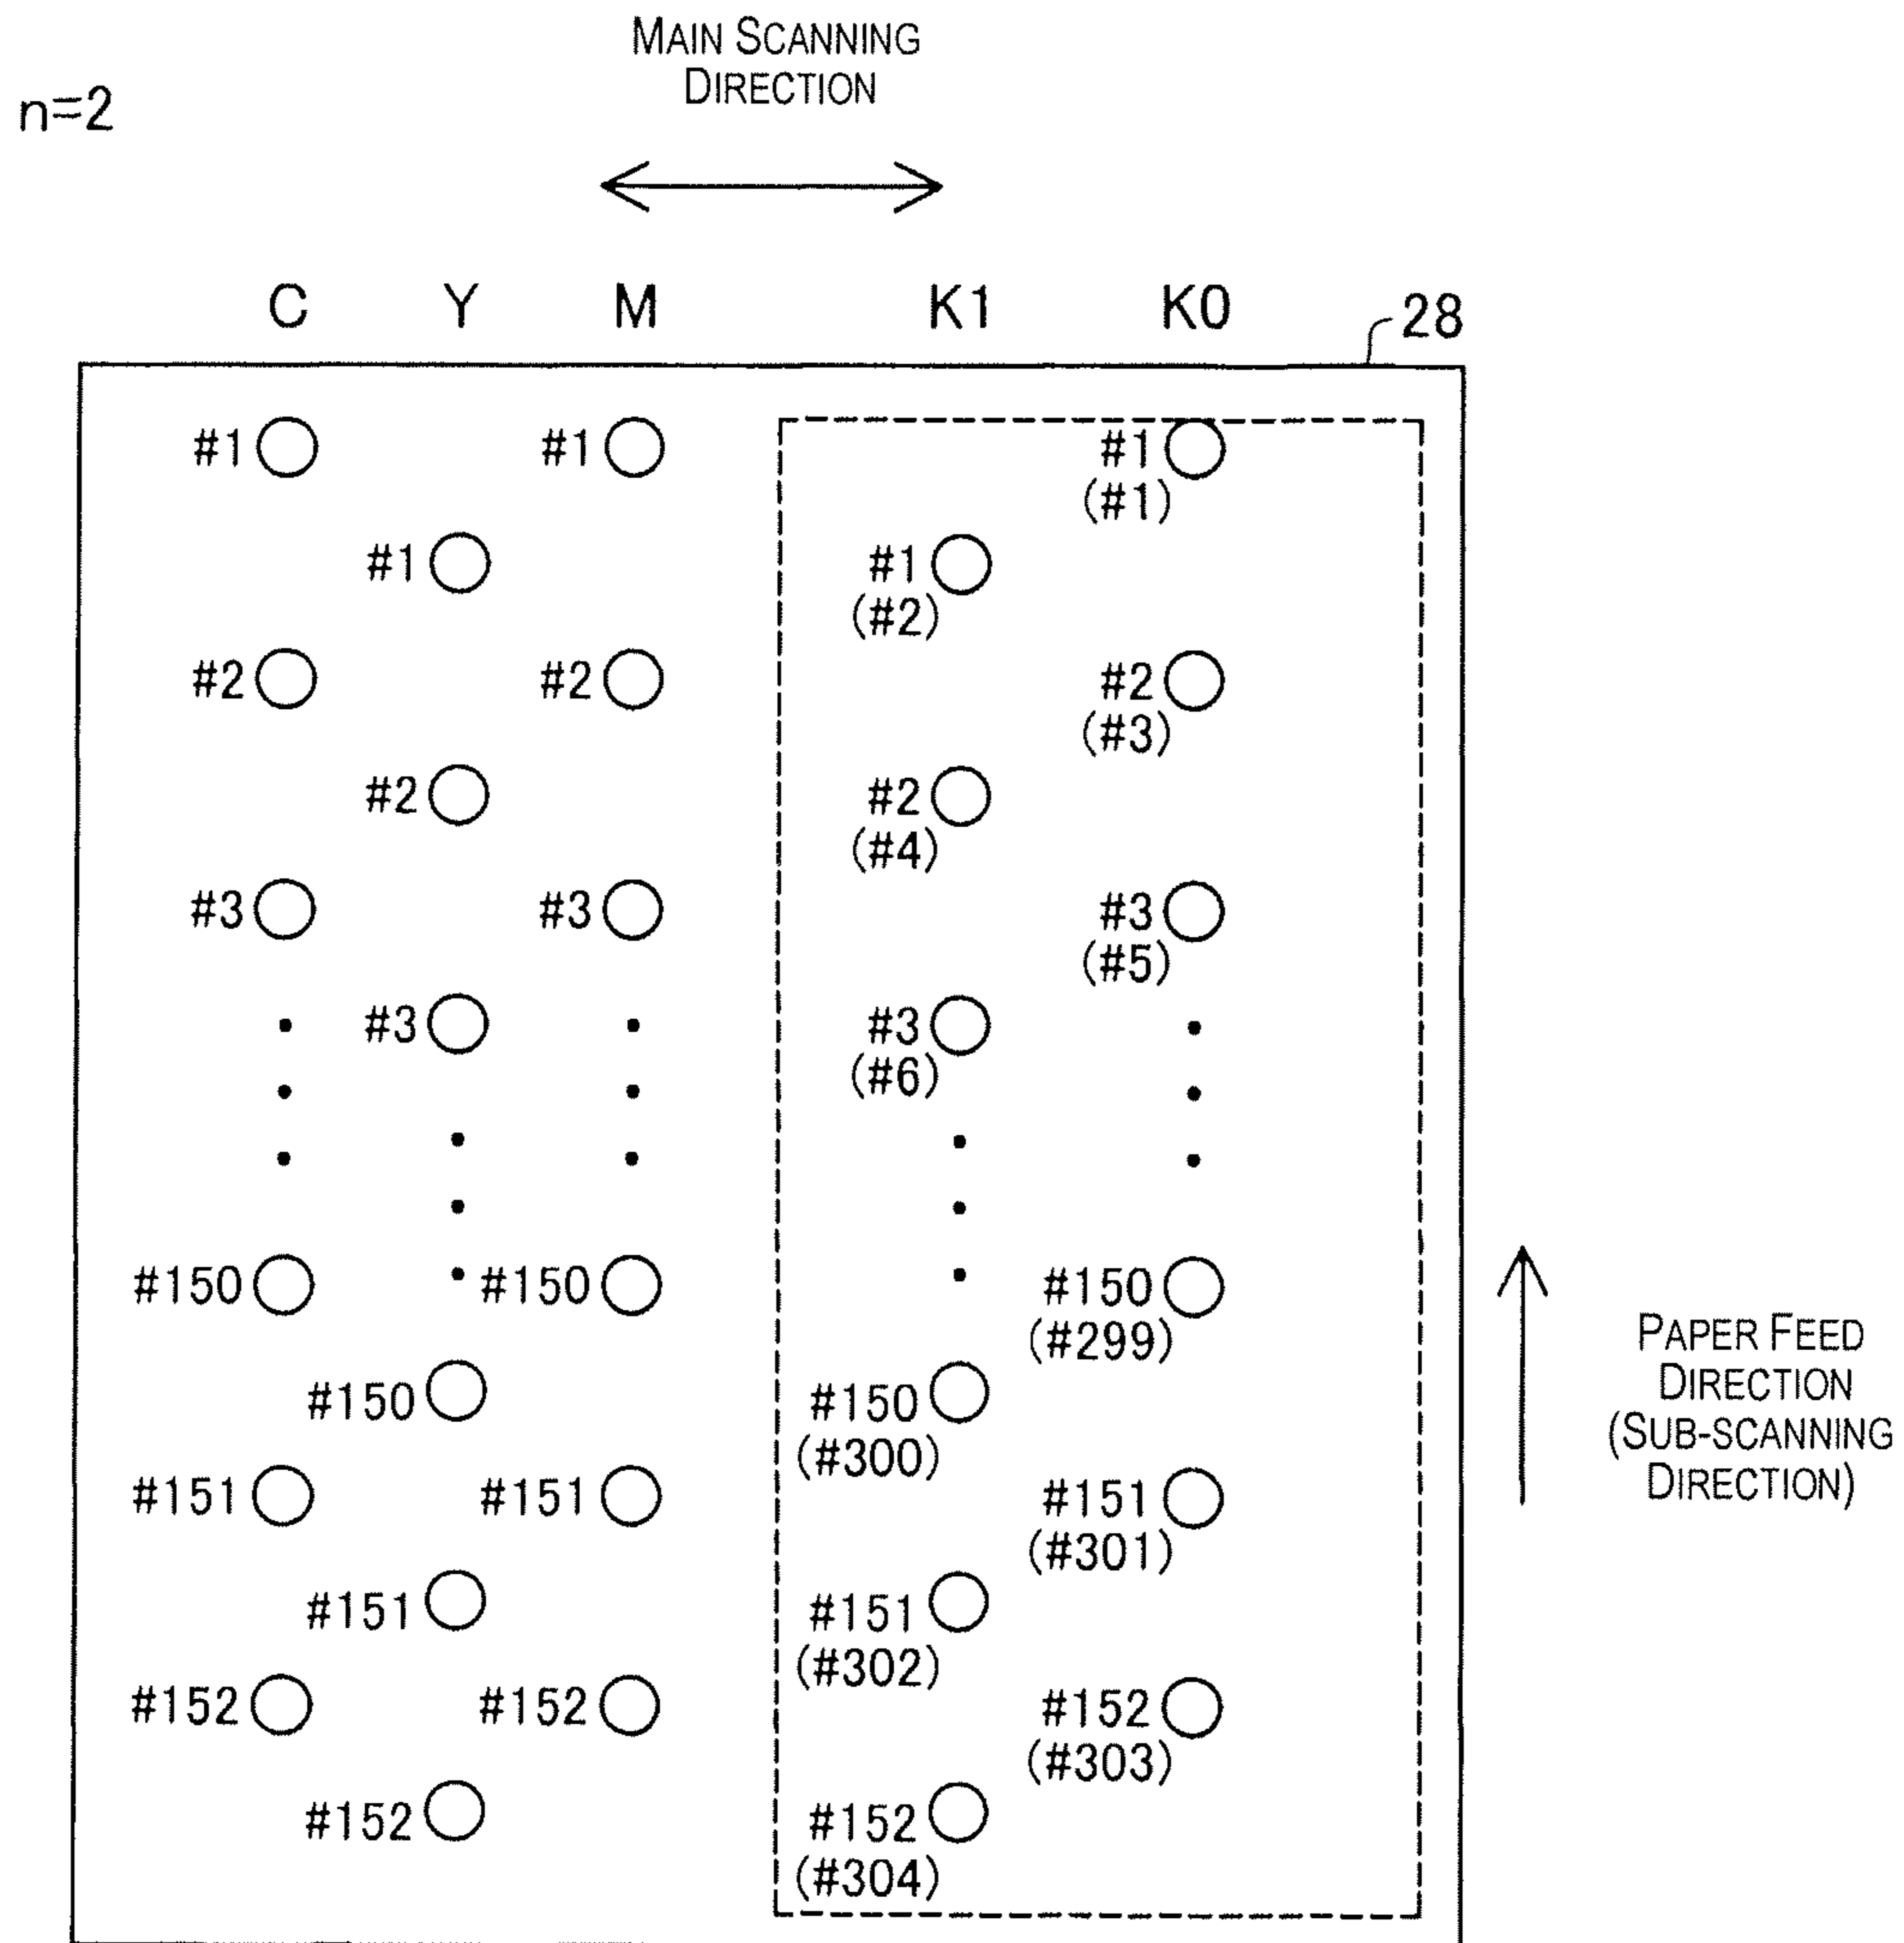 MAIN SCANNING
DIRECTION
n=2
C Y M K1 K0
28
#1 #1 #1
(#1)
#1 #1
(#2)
#2 #2 #2
(#3)
#2 #2
(#4)
#3 #3 #3
(#5)
#3 #3
(#6)
#150 #150 #150
(#299)
#150 #150
(#300)
#151 #151 #151
(#301)
#151 #151
(#302)
#152 #152 #152
(#303)
#152 #152
(#304)
PAPER FEED
DIRECTION
(SUB-SCANNING
DIRECTION)